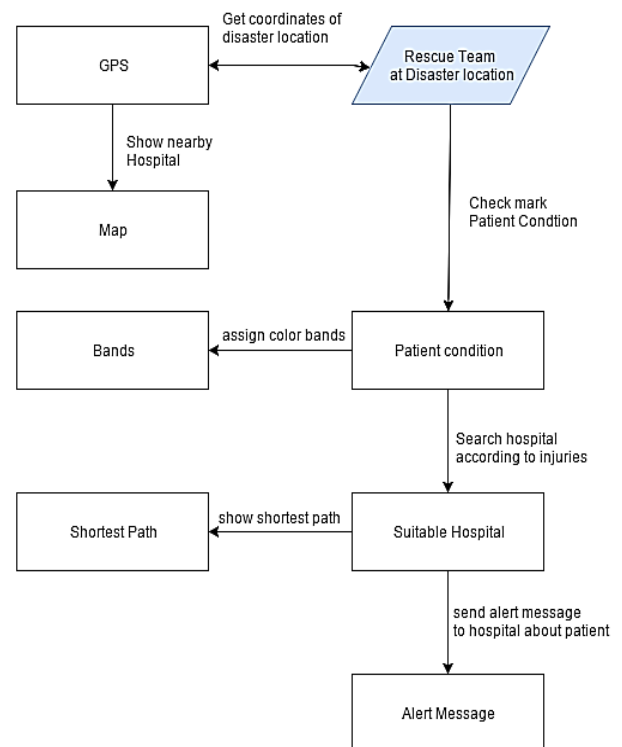 Get coordinates of
disaster location
GPS
Rescue Team
at Disaster location
Show nearby
Hospital
Check mark
Patient Condtion
Map
assign color bands
Bands
Patient condition
Search hospital
according to injuries
show shortest path
Shortest Path
Suitable Hospital
send alert message
to hospital about patient
Alert Message